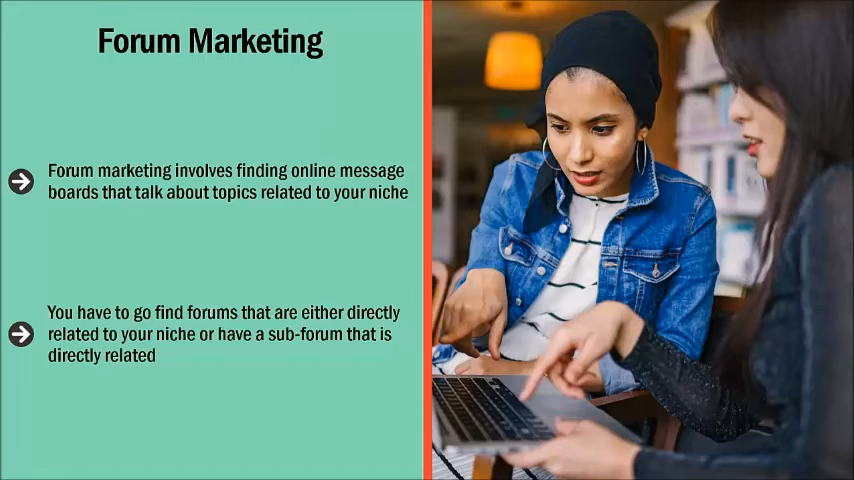 Forum Marketing
Forum marketing involves finding online message
boards that talk about topics related to your niche
You have to go find forums that are either directly
related to your niche or have a sub-forum that is
directly related